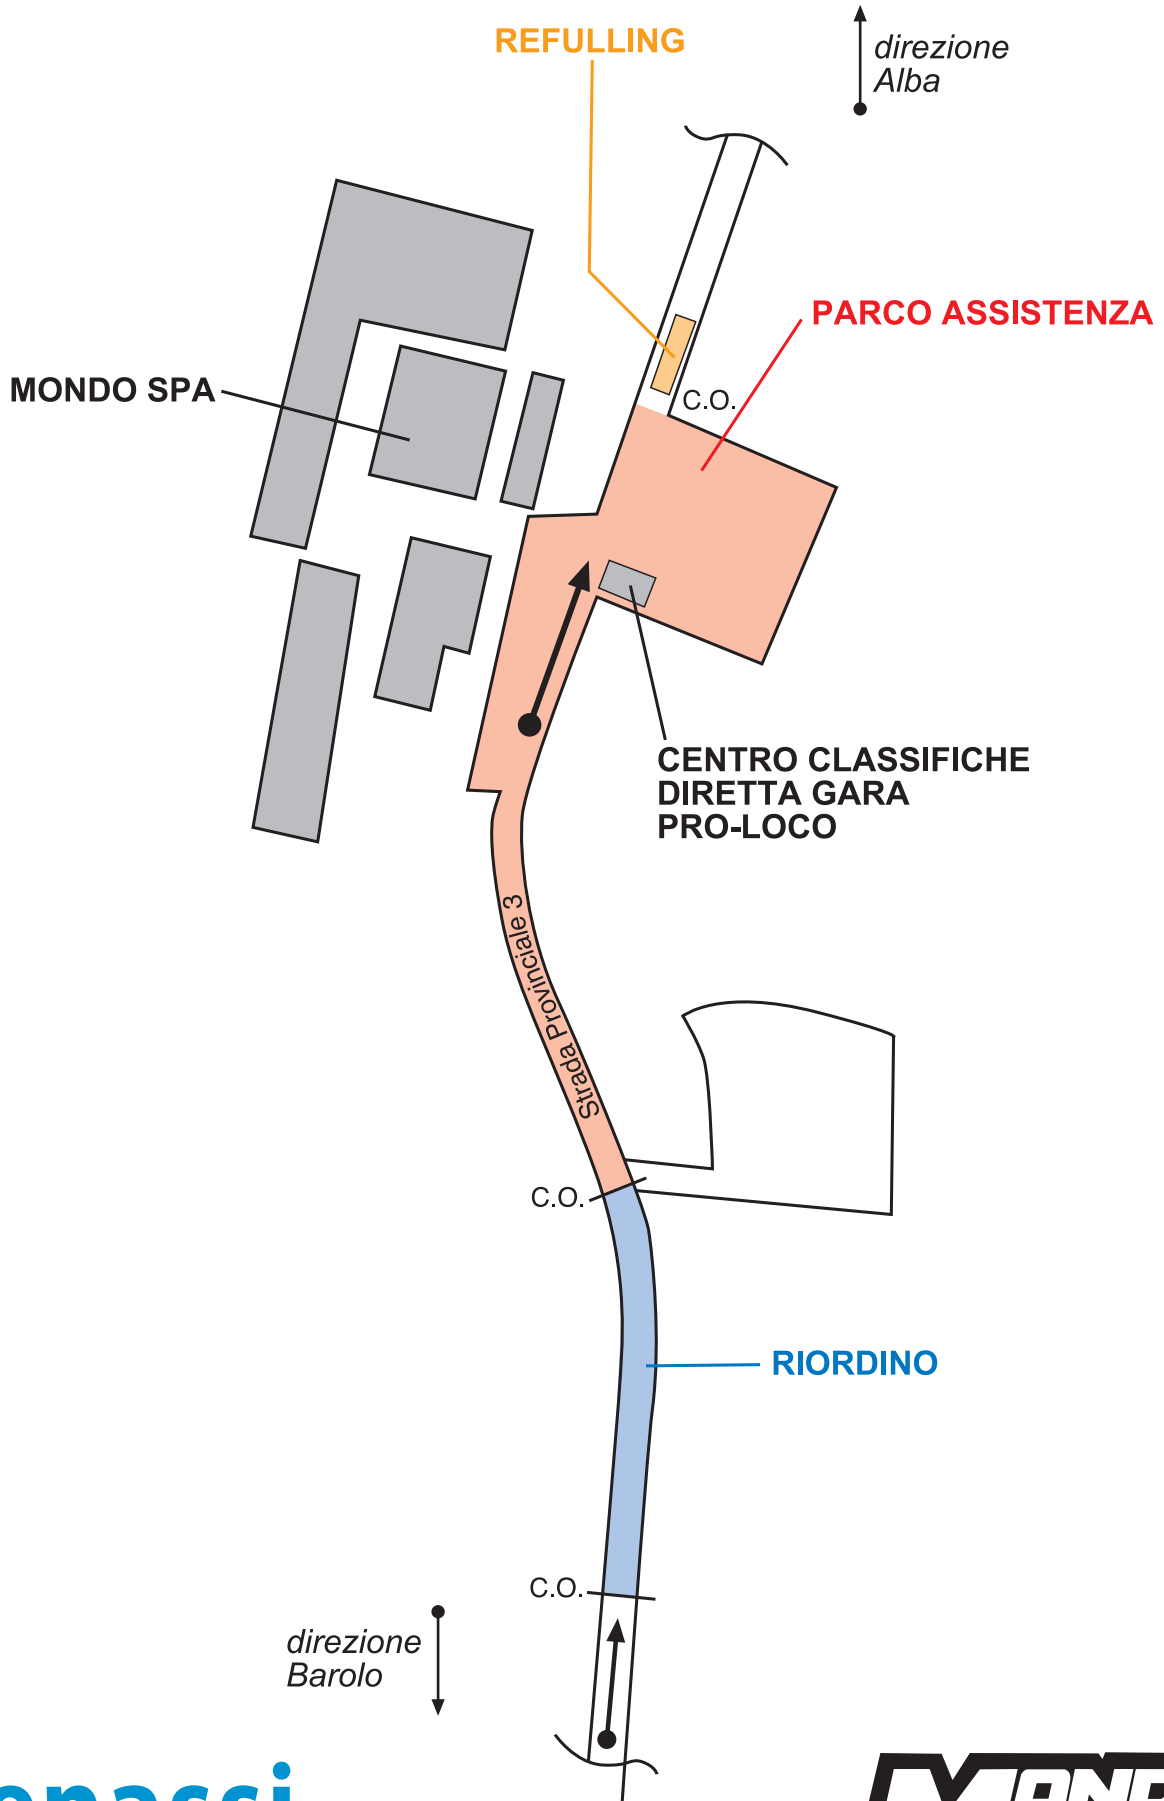 REFULLING
direzione
Alba
PARCO ASSISTENZA
MONDO SPA
C.O.
CENTRO CLASSIFICHE
DIRETTA GARA
PRO-LOCO
Strada Provinciale 3
C.O.
RIORDINO
C.O.
direzione
Barolo